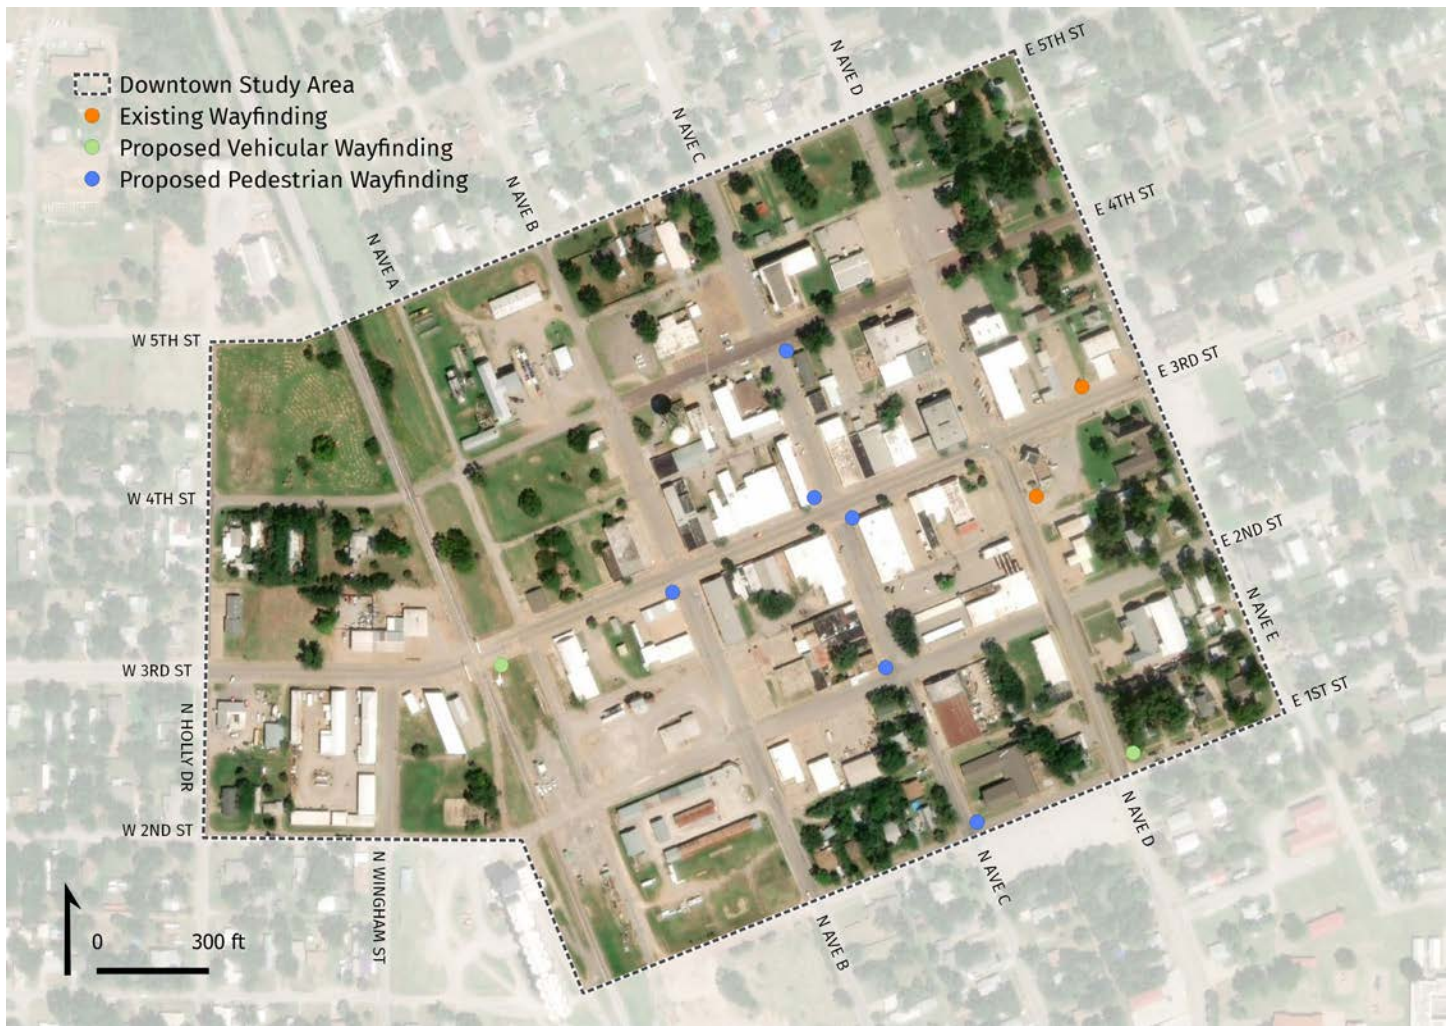 Downtown Study Area
Existing Wayfinding
Proposed Vehicular Wayfinding
Proposed Pedestrian Wayfinding
E 5TH ST
N AVE D
N AVE C
N AVE B
N AVE A
E 4TH ST
W 5TH ST
E 3RD ST
W 4TH ST
E 2ND ST
N AVE E
W 3RD ST
E 1ST ST
N HOLLY DR
W 2ND ST
N WINGHAM ST
N AVE D
N AVE C
N AVE B
0 300 ft